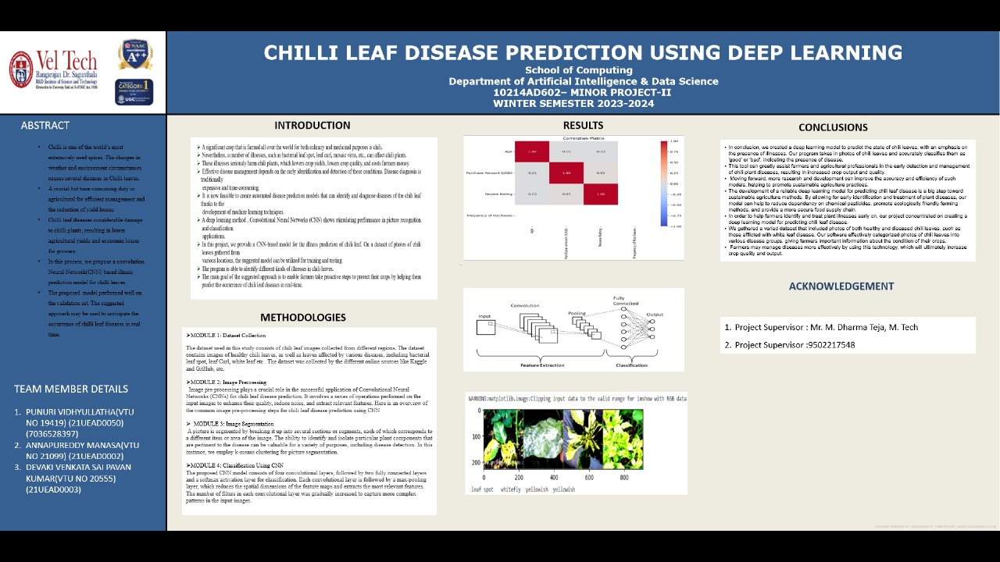 Vel Tech
Rangarajan Dr. Sagunthala
R&D Institute of Science and Technology
NAAC
A++
CATEGORY-1
UGC
CHILLI LEAF DISEASE PREDICTION USING DEEP LEARNING
School of Computing
Department of Artificial Intelligence & Data Science
10214AD602– MINOR PROJECT-II
WINTER SEMESTER 2023-2024
ABSTRACT
• Chilli is one of the world's most
extensively used spices. The changes in
weather and environment circumstances
causes several diseases in Chilli leaves.
• A crucial but time consuming duty in
agricultural for efficient management and
the reduction of yield losses.
• Chilli leaf diseases considerable damage
to chilli plants, resulting in lower
agricultural yields and economic losses
for growers.
• In this process, we propose a convolution
Neural Network(CNN) based illness
prediction model for chilli leaves.
• The proposed model performed well on
the validation set. The suggested
approach may be used to anticipate the
occurrence of chilli leaf diseases in real
time.
TEAM MEMBER DETAILS
1. PUNURI VIDHYULLATHA(VTU
NO 19419) (21UEAD0050)
(7036528397)
2. ANNAPUREDDY MANASA(VTU
NO 21099) (21UEAD0002)
3. DEVAKI VENKATA SAI PAVAN
KUMAR(VTU NO 20555)
(21UEAD0003)
INTRODUCTION
➢ A significant crop that is farmed all over the world for both culinary and medicinal purposes is chili.
➢ Nevertheless, a number of illnesses, such as bacterial leaf spot, leaf curl, mosaic virus, etc., can affect chili plants.
➢ These illnesses seriously harm chili plants, which lowers crop yields, lowers crop quality, and costs farmers money.
➢ Effective disease management depends on the early identification and detection of these conditions. Disease diagnosis is
traditionally
expensive and time-consuming.
➢ It is now feasible to create automated disease prediction models that can identify and diagnose diseases of the chili leaf
thanks to the
development of machine learning techniques.
➢ A deep learning method , Convolutional Neural Networks (CNN) shows stimulating performance in picture recognition
and classification
applications.
➢ In this project, we provide a CNN-based model for the illness prediction of chili leaf. On a dataset of photos of chili
leaves gathered from
various locations, the suggested model can be utilized for training and testing.
➢ The program is able to identify different kinds of illnesses in chili leaves.
➢ The main goal of the suggested approach is to enable farmers take proactive steps to protect their crops by helping them
predict the occurrence of chili leaf diseases in real-time.
METHODOLOGIES
➢MODULE 1: Dataset Collection
The dataset used in this study consists of chili leaf images collected from different regions. The dataset
contains images of healthy chili leaves, as well as leaves affected by various diseases, including bacterial
leaf spot, leaf Curl, white leaf etc . The dataset was collected by the different online sources like Kaggle
and GitHub, etc.
➢MODULE 2: Image Precoessing
Image pre-processing plays a crucial role in the successful application of Convolutional Neural
Networks (CNNs) for chili leaf disease prediction. It involves a series of operations performed on the
input images to enhance their quality, reduce noise, and extract relevant features. Here is an overview of
the common image pre-processing steps for chili leaf disease prediction using CNN
➢ MODULE 3: Image Segmentation
A picture is segmented by breaking it up into several sections or segments, each of which corresponds to
a different item or area of the image. The ability to identify and isolate particular plant components that
are pertinent to the disease can be valuable for a variety of purposes, including disease detection. In this
instance, we employ k-means clustering for picture segmentation.
➢MODULE 4: Classification Using CNN
The proposed CNN model consists of four convolutional layers, followed by two fully connected layers
and a softmax activation layer for classification. Each convolutional layer is followed by a max-pooling
layer, which reduces the spatial dimensions of the feature maps and extracts the most relevant features.
The number of filters in each convolutional layer was gradually increased to capture more complex
patterns in the input images.
RESULTS
Correlation Matrix
Age
Purchase Amount (USD)
Review Rating
Frequency of Purchases
1.00 -0.01 -0.02
-0.01 1.00 0.03
-0.02 0.03 1.00
Age
Purchase Amount (USD)
Review Rating
Frequency of Purchases
1.00
0.75
0.50
0.25
0.00
−0.25
−0.50
−0.75
−1.00
Input
Convolution
Pooling
Fully
Connected
Output
Feature Extraction
Classification
WARNING:matplotlib.image:Clipping input data to the valid range for imshow with RGB data
0
100
200
0 200 400 600 800
leaf spot whitefly yellowish yellowish
CONCLUSIONS
• In conclusion, we created a deep learning model to predict the state of chili leaves, with an emphasis on
the presence of illnesses. Our program takes in photos of chili leaves and accurately classifies them as
'good' or 'bad', indicating the presence of disease.
• This tool can greatly assist farmers and agricultural professionals in the early detection and management
of chili plant diseases, resulting in increased crop output and quality.
• Moving forward, more research and development can improve the accuracy and efficiency of such
models, helping to promote sustainable agriculture practices.
• The development of a reliable deep learning model for predicting chili leaf disease is a big step toward
sustainable agriculture methods. By allowing for early identification and treatment of plant diseases, our
model can help to reduce dependency on chemical pesticides, promote ecologically friendly farming
methods, and provide a more secure food supply chain.
• In order to help farmers identify and treat plant illnesses early on, our project concentrated on creating a
deep learning model for predicting chili leaf disease.
• We gathered a varied dataset that included photos of both healthy and diseased chili leaves, such as
those afflicted with white leaf disease. Our software effectively categorized photos of chili leaves into
various disease groups, giving farmers important information about the condition of their crops.
• Farmers may manage diseases more effectively by using this technology, which will ultimately increase
crop quality and output.
ACKNOWLEDGEMENT
1. Project Supervisor : Mr. M. Dharma Teja, M. Tech
2. Project Supervisor :9502217548